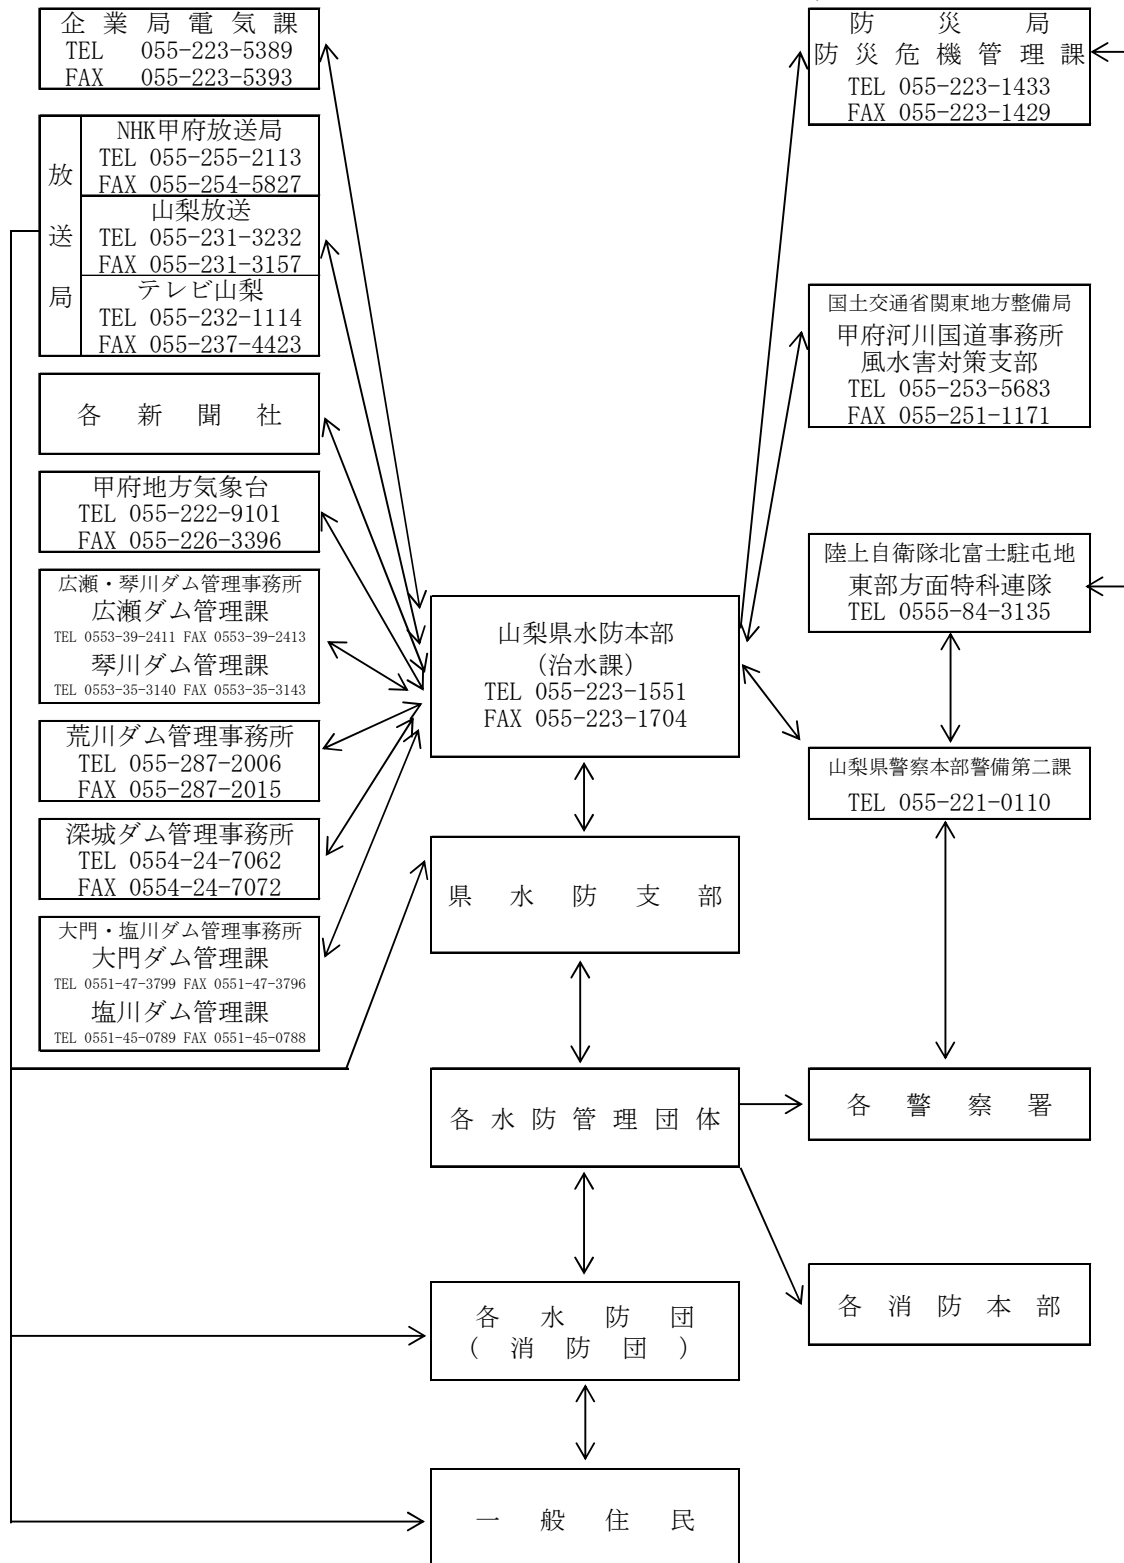 企業局電気課
TEL 055-223-5389
FAX 055-223-5393
放送局
NHK甲府放送局
TEL 055-255-2113
FAX 055-254-5827
山梨放送
TEL 055-231-3232
FAX 055-231-3157
テレビ山梨
TEL 055-232-1114
FAX 055-237-4423
各新聞社
甲府地方気象台
TEL 055-222-9101
FAX 055-226-3396
広瀬・琴川ダム管理事務所
広瀬ダム管理課
TEL 0553-39-2411 FAX 0553-39-2413
琴川ダム管理課
TEL 0553-35-3140 FAX 0553-35-3143
荒川ダム管理事務所
TEL 055-287-2006
FAX 055-287-2015
深城ダム管理事務所
TEL 0554-24-7062
FAX 0554-24-7072
大門・塩川ダム管理事務所
大門ダム管理課
TEL 0551-47-3799 FAX 0551-47-3796
塩川ダム管理課
TEL 0551-45-0789 FAX 0551-45-0788
山梨県水防本部
(治水課)
TEL 055-223-1551
FAX 055-223-1704
県水防支部
各水防管理団体
各水防団
(消防団)
一般住民
防災局
防災危機管理課
TEL 055-223-1433
FAX 055-223-1429
国土交通省関東地方整備局
甲府河川国道事務所
風水害対策支部
TEL 055-253-5683
FAX 055-251-1171
陸上自衛隊北富士駐屯地
東部方面特科連隊
TEL 0555-84-3135
山梨県警察本部警備第二課
TEL 055-221-0110
各警察署
各消防本部